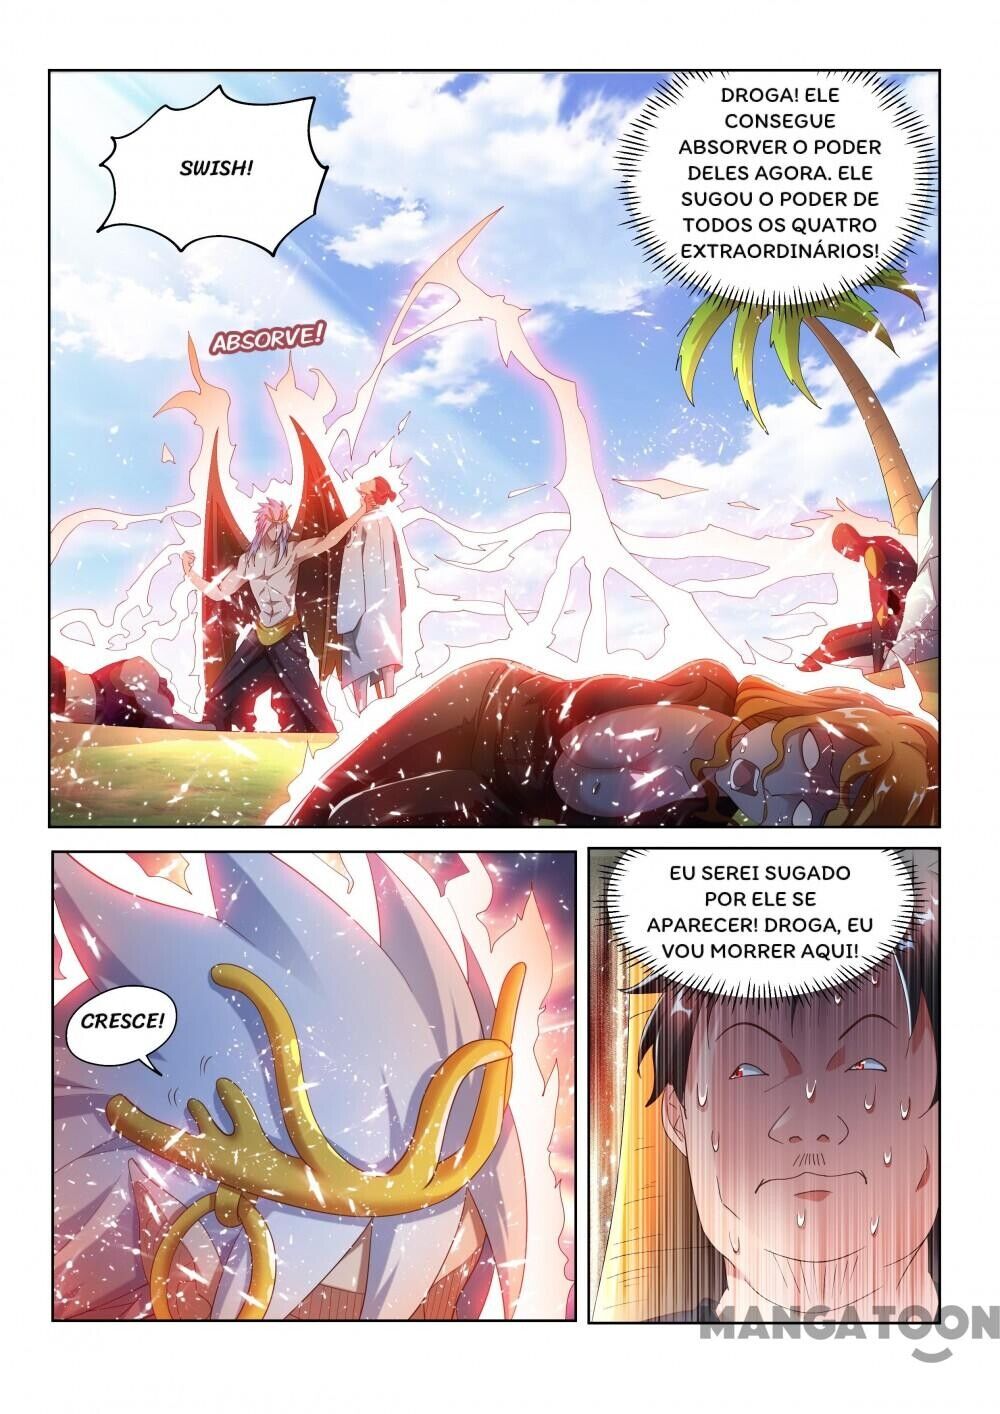 SWISH!
DROGA! ELE
CONSEGUE
ABSORVER O PODER
DELES AGORA. ELE
SUGOU O PODER DE
TODOS OS QUATRO
EXTRAORDINÁRIOS!
ABSORVE!
CRESCE!
EU SEREI SUGADO
POR ELE SE
APARECER! DROGA, EU
VOU MORRER AQUI!
MANGATOON